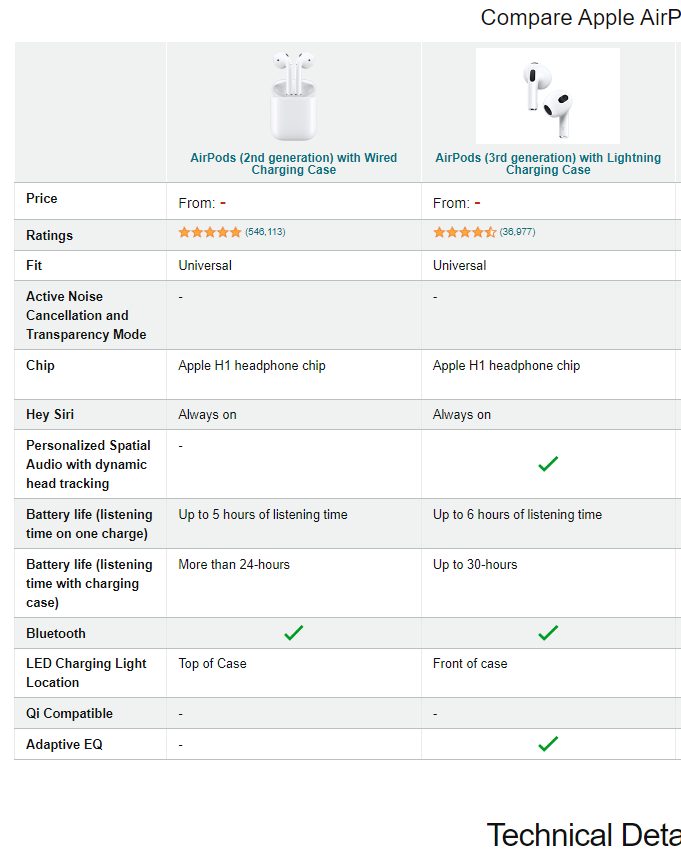 Compare Apple AirP
AirPods (2nd generation) with Wired
Charging Case
AirPods (3rd generation) with Lightning
Charging Case
Price
From: -
From: -
Ratings
(546,113)
(36,977)
Fit
Universal
Universal
Active Noise
Cancellation and
Transparency Mode
-
-
Chip
Apple H1 headphone chip
Apple H1 headphone chip
Hey Siri
Always on
Always on
Personalized Spatial
Audio with dynamic
head tracking
-
Battery life (listening
time on one charge)
Up to 5 hours of listening time
Up to 6 hours of listening time
Battery life (listening
time with charging
case)
More than 24-hours
Up to 30-hours
Bluetooth
LED Charging Light
Location
Top of Case
Front of case
Qi Compatible
-
-
Adaptive EQ
-
Technical Deta